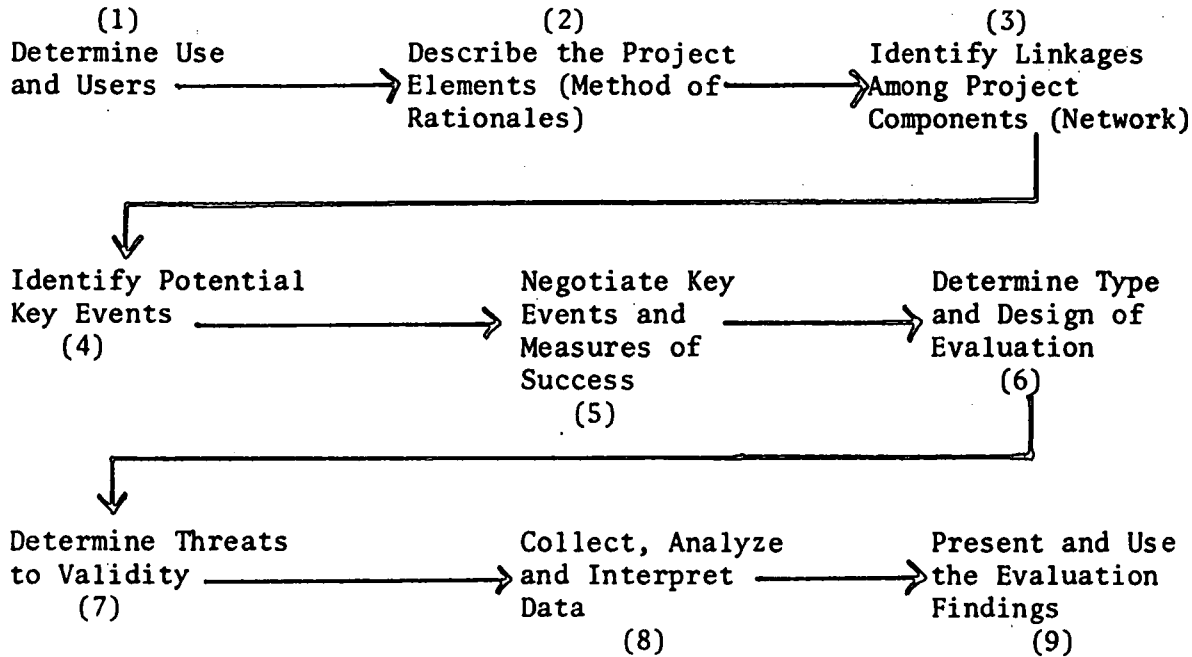 (1)
Determine Use
and Users
(2)
Describe the Project
Elements (Method of
Rationales)
(3)
Identify Linkages
Among Project
Components (Network)
Identify Potential
Key Events
(4)
Negotiate Key
Events and
Measures of
Success
(5)
Determine Type
and Design of
Evaluation
(6)
Determine Threats
to Validity
(7)
Collect, Analyze
and Interpret
Data
(8)
Present and Use
the Evaluation
Findings
(9)